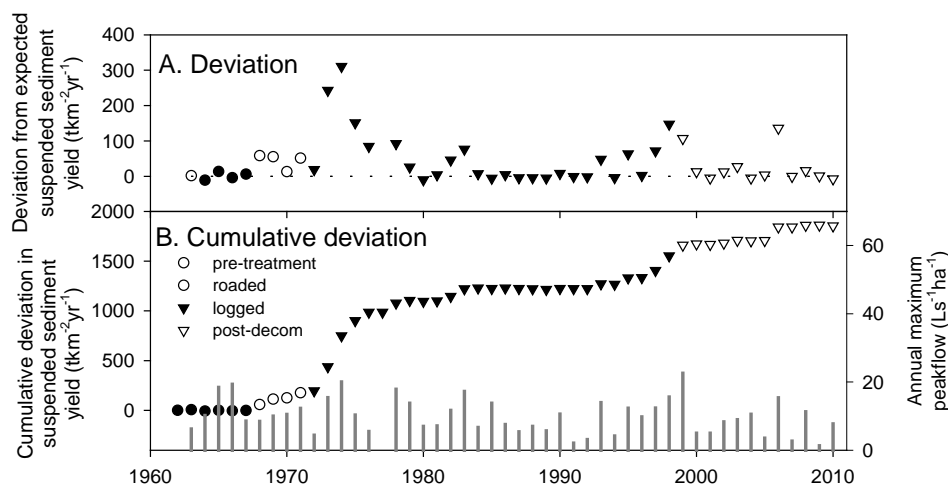 Deviation from expected
suspended sediment
yield (tkm-2yr-1)
400
300
200
100
0
A. Deviation
Cumulative deviation in
suspended sediment
yield (tkm-2yr-1)
2000
1500
1000
500
0
B. Cumulative deviation
pre-treatment
roaded
logged
post-decom
60
40
20
0
Annual maximum
peakflow (Ls-1ha-1)
1960 1970 1980 1990 2000 2010